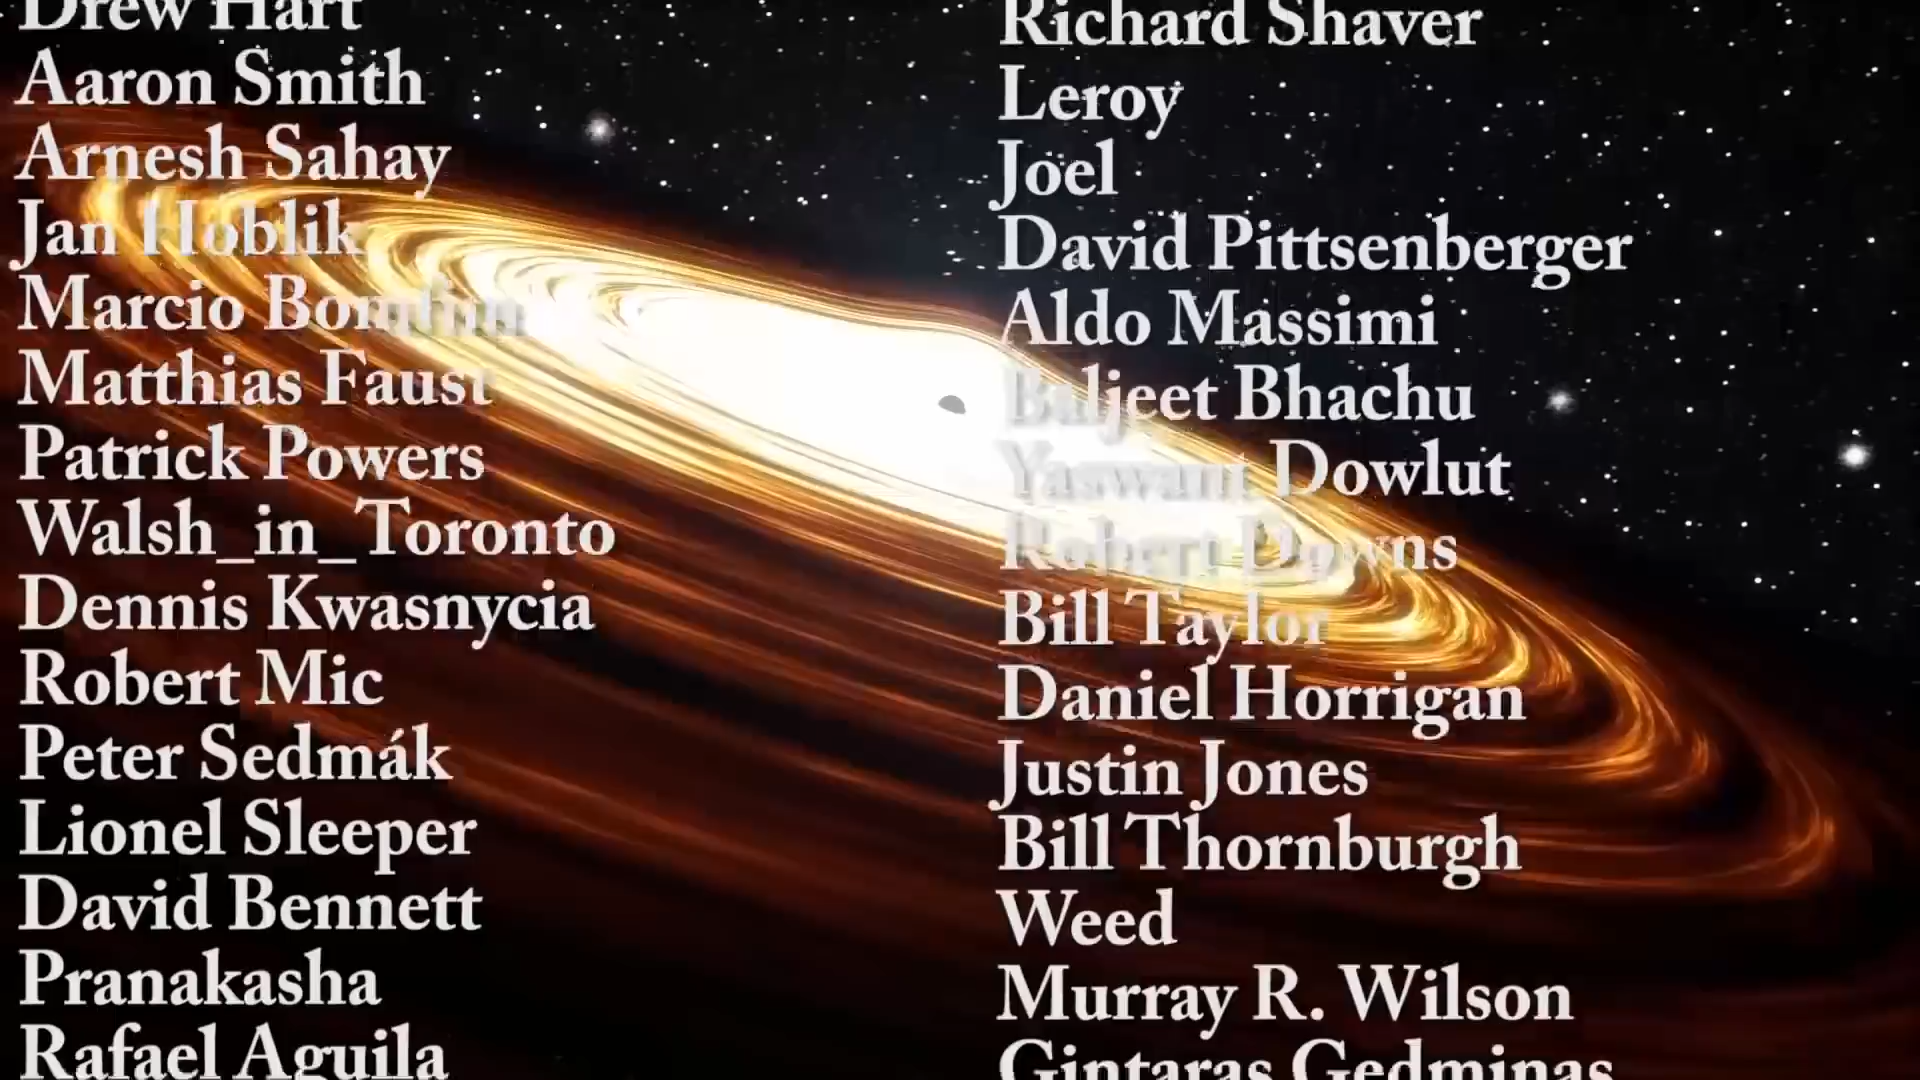 Drew Hart
Aaron Smith
Arnesh Sahay
Jan Hoblik
Marcio Bomfim
Matthias Faust
Patrick Powers
Walsh_in_Toronto
Dennis Kwasnycia
Robert Mic
Peter Sedmák
Lionel Sleeper
David Bennett
Pranakasha
Rafael Aguila
Richard Shaver
Leroy
Joel
David Pittsenberger
Aldo Massimi
Baljeet Bhachu
Yaswant Dowlut
Robert Downs
Bill Taylor
Daniel Horrigan
Justin Jones
Bill Thornburgh
Weed
Murray R. Wilson
Gintaras Gedminas